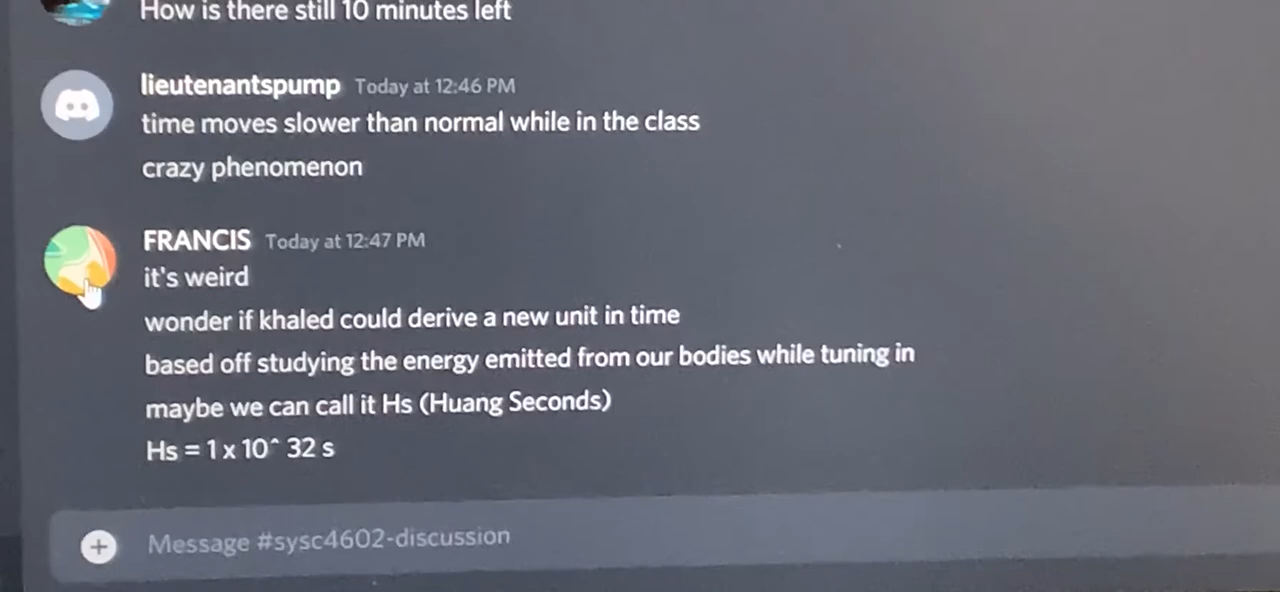 How is there still 10 minutes left
lieutenantspump Today at 12:46 PM
time moves slower than normal while in the class
crazy phenomenon
FRANCIS Today at 12:47 PM
it's weird
wonder if khaled could derive a new unit in time
based off studying the energy emitted from our bodies while tuning in
maybe we can call it Hs (Huang Seconds)
Hs = 1 x 10^ 32 s
Message #sysc4602-discussion